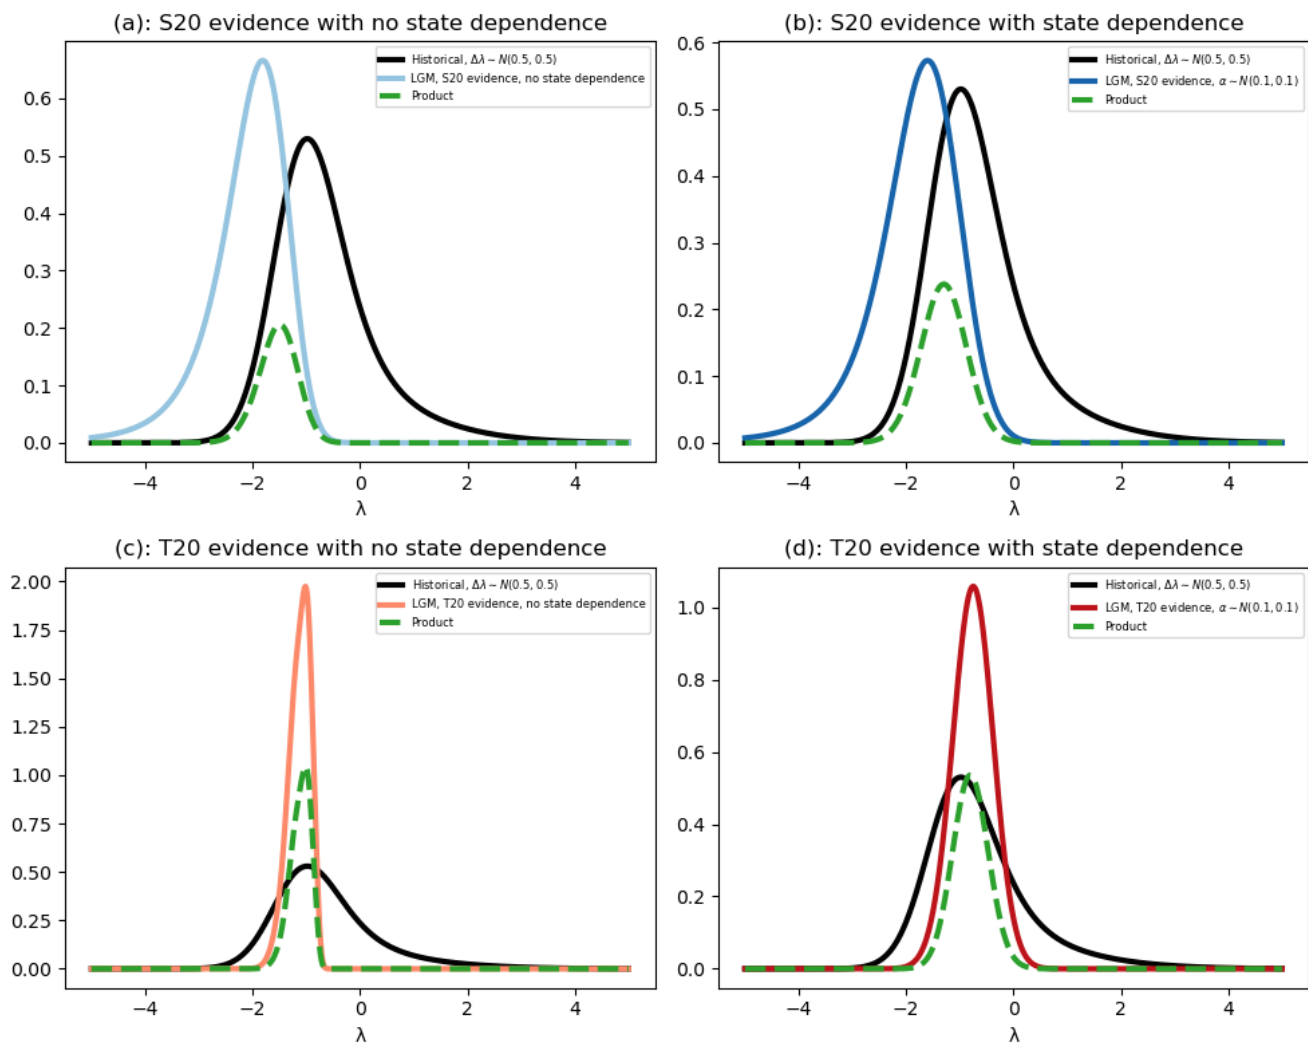 (a): S20 evidence with no state dependence
Historical, Δλ ~ N(0.5, 0.5)
LGM, S20 evidence, no state dependence
Product
0.6
0.5
0.4
0.3
0.2
0.1
0.0
−4 −2 0 2 4
λ
(b): S20 evidence with state dependence
Historical, Δλ ~ N(0.5, 0.5)
LGM, S20 evidence, α ~ N(0.1, 0.1)
Product
0.6
0.5
0.4
0.3
0.2
0.1
0.0
−4 −2 0 2 4
λ
(c): T20 evidence with no state dependence
Historical, Δλ ~ N(0.5, 0.5)
LGM, T20 evidence, no state dependence
Product
2.00
1.75
1.50
1.25
1.00
0.75
0.50
0.25
0.00
−4 −2 0 2 4
λ
(d): T20 evidence with state dependence
Historical, Δλ ~ N(0.5, 0.5)
LGM, T20 evidence, α ~ N(0.1, 0.1)
Product
1.0
0.8
0.6
0.4
0.2
0.0
−4 −2 0 2 4
λ